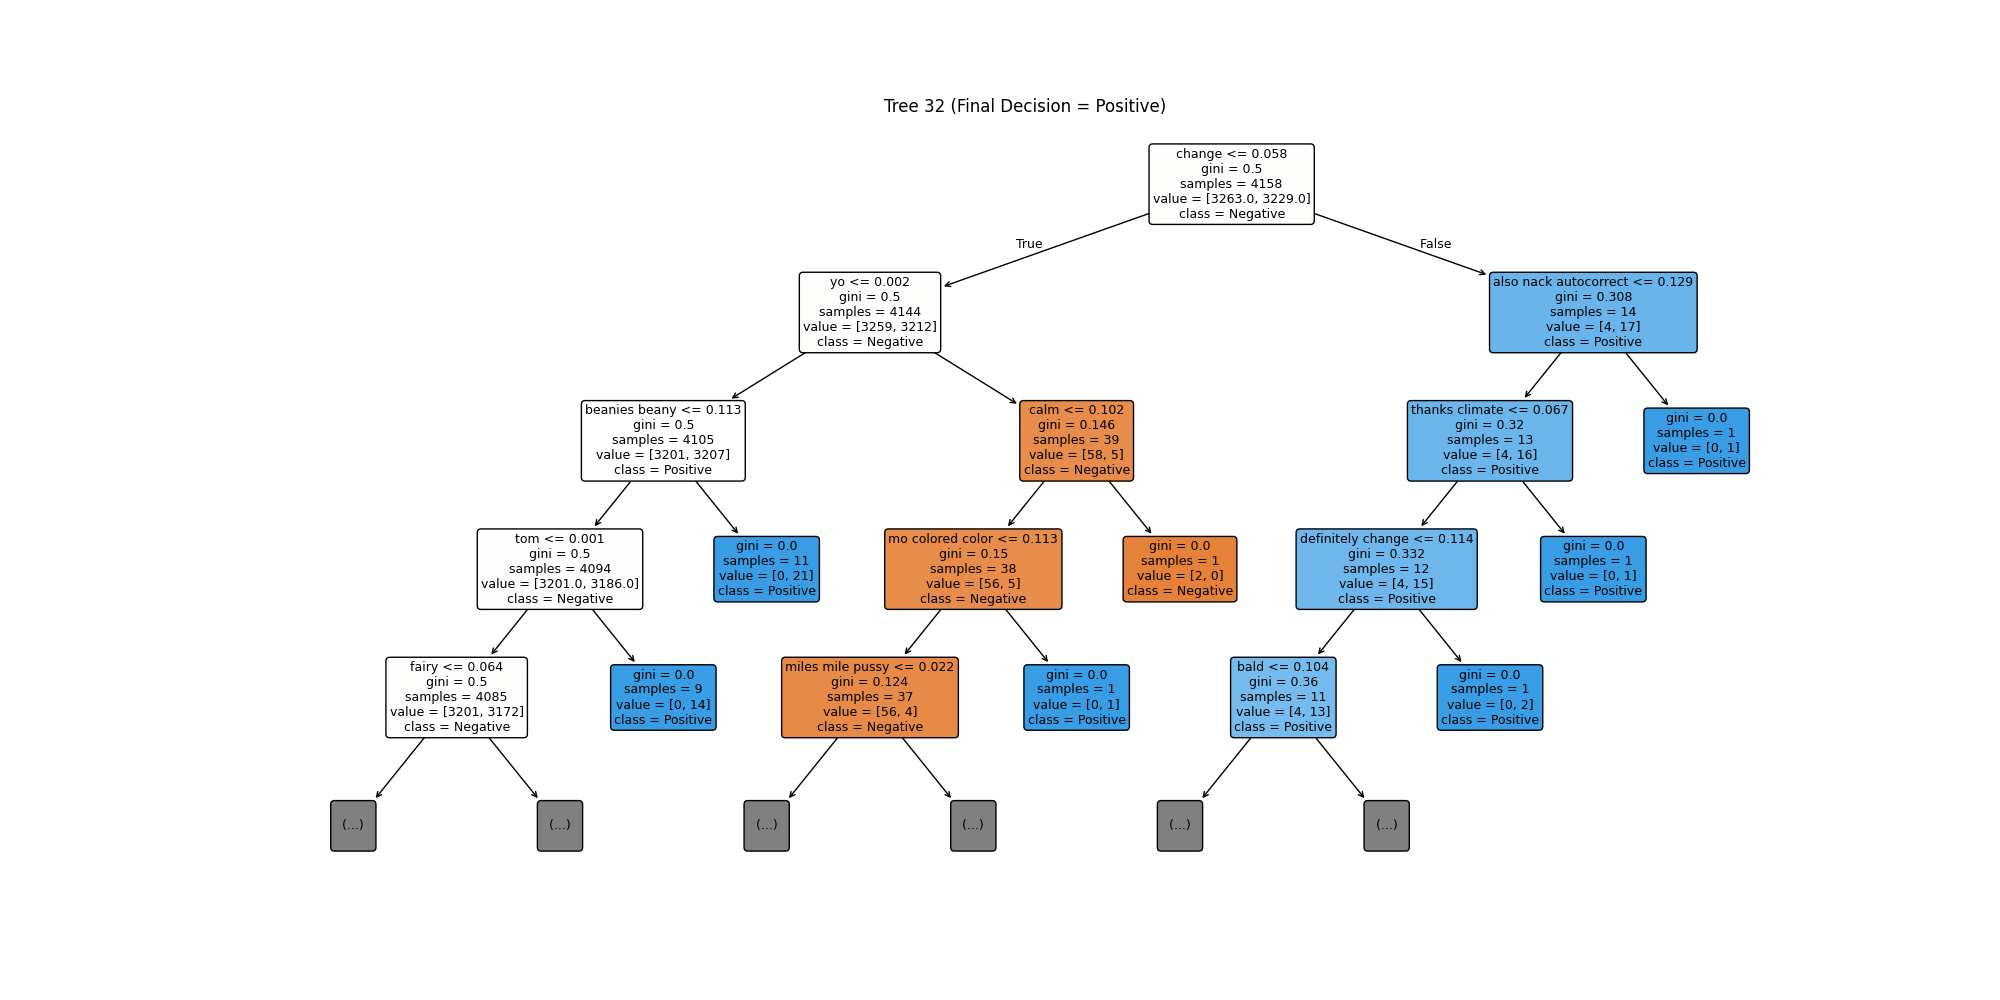 Tree 32 (Final Decision = Positive)
change <= 0.058
gini = 0.5
samples = 4158
value = [3263.0, 3229.0]
class = Negative
True
False
yo <= 0.002
gini = 0.5
samples = 4144
value = [3259, 3212]
class = Negative
also nack autocorrect <= 0.129
gini = 0.308
samples = 14
value = [4, 17]
class = Positive
beanies beany <= 0.113
gini = 0.5
samples = 4105
value = [3201, 3207]
class = Positive
calm <= 0.102
gini = 0.146
samples = 39
value = [58, 5]
class = Negative
thanks climate <= 0.067
gini = 0.32
samples = 13
value = [4, 16]
class = Positive
gini = 0.0
samples = 1
value = [0, 1]
class = Positive
tom <= 0.001
gini = 0.5
samples = 4094
value = [3201.0, 3186.0]
class = Negative
gini = 0.0
samples = 11
value = [0, 21]
class = Positive
mo colored color <= 0.113
gini = 0.15
samples = 38
value = [56, 5]
class = Negative
gini = 0.0
samples = 1
value = [2, 0]
class = Negative
definitely change <= 0.114
gini = 0.332
samples = 12
value = [4, 15]
class = Positive
gini = 0.0
samples = 1
value = [0, 1]
class = Positive
fairy <= 0.064
gini = 0.5
samples = 4085
value = [3201, 3172]
class = Negative
gini = 0.0
samples = 9
value = [0, 14]
class = Positive
miles mile pussy <= 0.022
gini = 0.124
samples = 37
value = [56, 4]
class = Negative
gini = 0.0
samples = 1
value = [0, 1]
class = Positive
bald <= 0.104
gini = 0.36
samples = 11
value = [4, 13]
class = Positive
gini = 0.0
samples = 1
value = [0, 2]
class = Positive
(...)
(...)
(...)
(...)
(...)
(...)